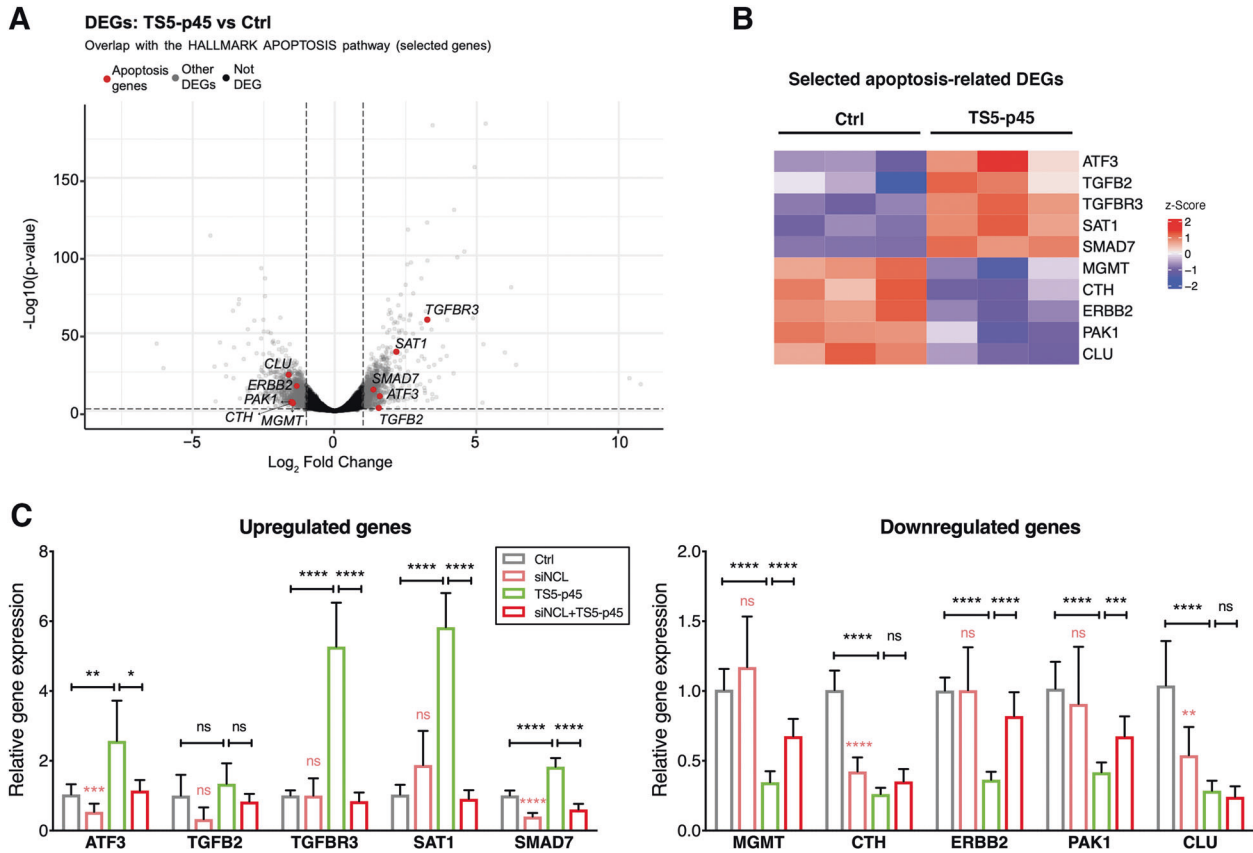 A
DEGs: TS5-p45 vs Ctrl
Overlap with the HALLMARK APOPTOSIS pathway (selected genes)
Apoptosis genes
Other DEGs
Not DEG
-Log10(p-value)
150
100
50
0
TGFBR3
SAT1
CLU
SMAD7
ERBB2
ATF3
PAK1
CTH
MGMT
TGFB2
−5
0
5
10
Log2 Fold Change
B
Selected apoptosis-related DEGs
Ctrl
TS5-p45
ATF3
TGFB2
TGFBR3
SAT1
SMAD7
MGMT
CTH
ERBB2
PAK1
CLU
z-Score
2
1
0
−1
−2
C
Upregulated genes
Relative gene expression
8
6
4
2
0
Ctrl
siNCL
TS5-p45
siNCL+TS5-p45
** *
***
ns ns
ns
**** ****
ns
**** ****
ns
**** ****
****
ATF3 TGFB2 TGFBR3 SAT1 SMAD7
Downregulated genes
Relative gene expression
2.0
1.5
1.0
0.5
0.0
**** ****
ns
**** ns
****
**** ****
ns
**** ***
ns
**** ns
**
MGMT CTH ERBB2 PAK1 CLU